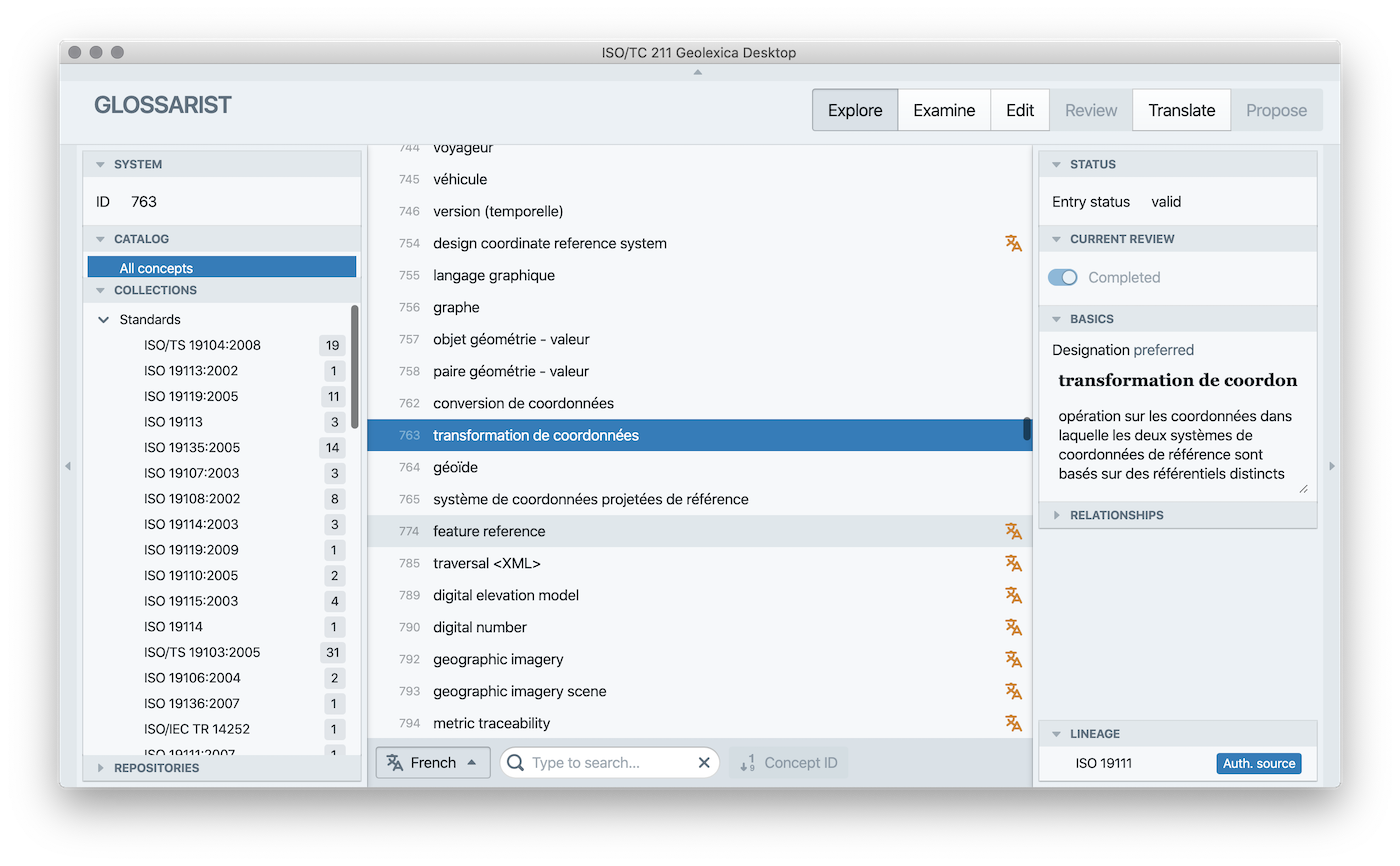 ISO/TC 211 Geolexica Desktop
GLOSSARIST
Explore
Examine
Edit
Review
Translate
Propose
SYSTEM
ID 763
CATALOG
All concepts
COLLECTIONS
Standards
ISO/TS 19104:2008 19
ISO 19113:2002 1
ISO 19119:2005 11
ISO 19113 3
ISO 19135:2005 14
ISO 19107:2003 3
ISO 19108:2002 8
ISO 19114:2003 3
ISO 19119:2009 1
ISO 19110:2005 2
ISO 19115:2003 4
ISO 19114 1
ISO/TS 19103:2005 31
ISO 19106:2004 2
ISO 19136:2007 1
ISO/IEC TR 14252 1
ISO 19111:2007 1
REPOSITORIES
744 voyageur
745 véhicule
746 version (temporelle)
754 design coordinate reference system
755 langage graphique
756 graphe
757 objet géométrie - valeur
758 paire géométrie - valeur
762 conversion de coordonnées
763 transformation de coordonnées
764 géoïde
765 système de coordonnées projetées de référence
774 feature reference
785 traversal <XML>
789 digital elevation model
790 digital number
792 geographic imagery
793 geographic imagery scene
794 metric traceability
French
Type to search...
Concept ID
STATUS
Entry status valid
CURRENT REVIEW
Completed
BASICS
Designation preferred
transformation de coordon
opération sur les coordonnées dans
laquelle les deux systèmes de
coordonnées de référence sont
basés sur des référentiels distincts
RELATIONSHIPS
LINEAGE
ISO 19111 Auth. source